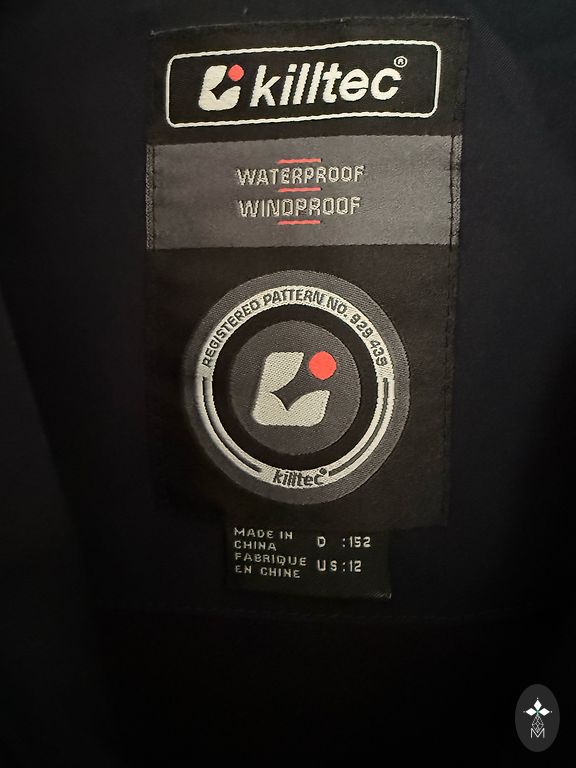 killtec®
WATERPROOF
WINDPROOF
REGISTERED PATTERN NO. 929 439
killtec®
MADE IN
CHINA
FABRIQUE
EN CHINE
D :152
US:12
M